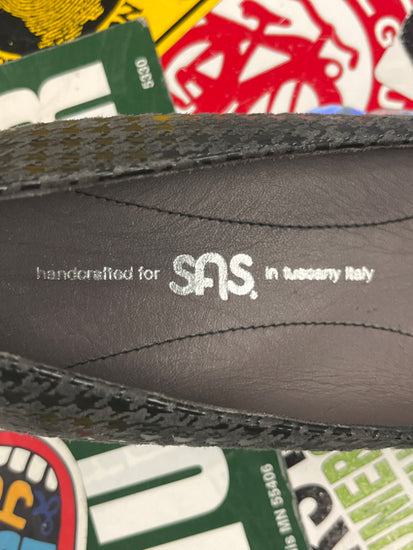 5330
handcrafted for SAS. in tuscany italy
MN 55406